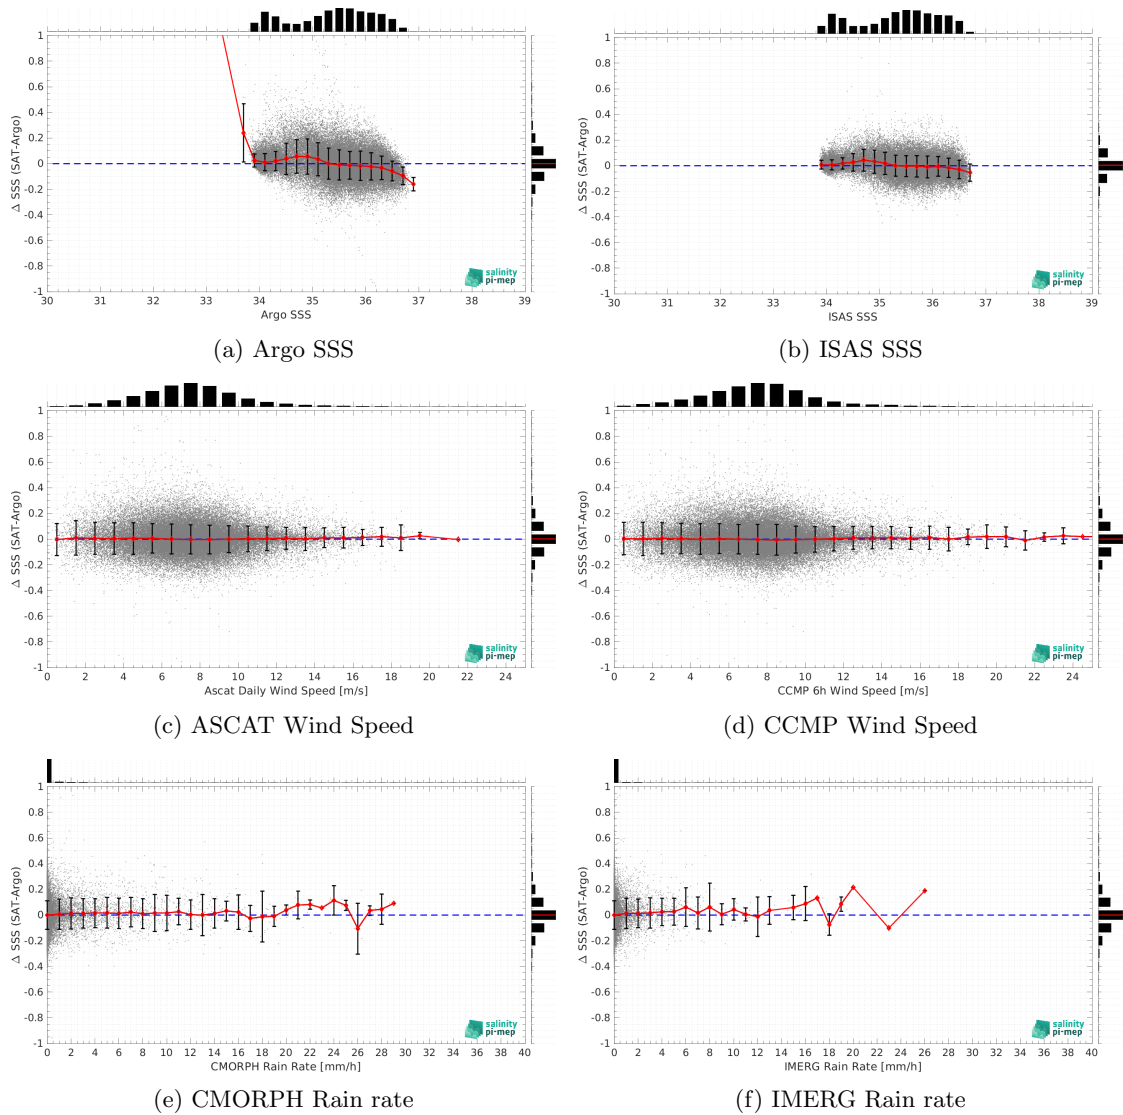 1
0.8
0.6
0.4
0.2
0
-0.2
-0.4
-0.6
-0.8
-1
Δ SSS (SAT-Argo)
30 31 32 33 34 35 36 37 38 39
Argo SSS
salinity
pi-mep
(a) Argo SSS
1
0.8
0.6
0.4
0.2
0
-0.2
-0.4
-0.6
-0.8
-1
Δ SSS (SAT-Argo)
30 31 32 33 34 35 36 37 38 39
ISAS SSS
salinity
pi-mep
(b) ISAS SSS
1
0.8
0.6
0.4
0.2
0
-0.2
-0.4
-0.6
-0.8
-1
Δ SSS (SAT-Argo)
0 2 4 6 8 10 12 14 16 18 20 22 24
Ascat Daily Wind Speed [m/s]
salinity
pi-mep
(c) ASCAT Wind Speed
1
0.8
0.6
0.4
0.2
0
-0.2
-0.4
-0.6
-0.8
-1
Δ SSS (SAT-Argo)
0 2 4 6 8 10 12 14 16 18 20 22 24
CCMP 6h Wind Speed [m/s]
salinity
pi-mep
(d) CCMP Wind Speed
1
0.8
0.6
0.4
0.2
0
-0.2
-0.4
-0.6
-0.8
-1
Δ SSS (SAT-Argo)
0 2 4 6 8 10 12 14 16 18 20 22 24 26 28 30 32 34 36 38 40
CMORPH Rain Rate [mm/h]
salinity
pi-mep
(e) CMORPH Rain rate
1
0.8
0.6
0.4
0.2
0
-0.2
-0.4
-0.6
-0.8
-1
Δ SSS (SAT-Argo)
0 2 4 6 8 10 12 14 16 18 20 22 24 26 28 30 32 34 36 38 40
IMERG Rain Rate [mm/h]
salinity
pi-mep
(f) IMERG Rain rate